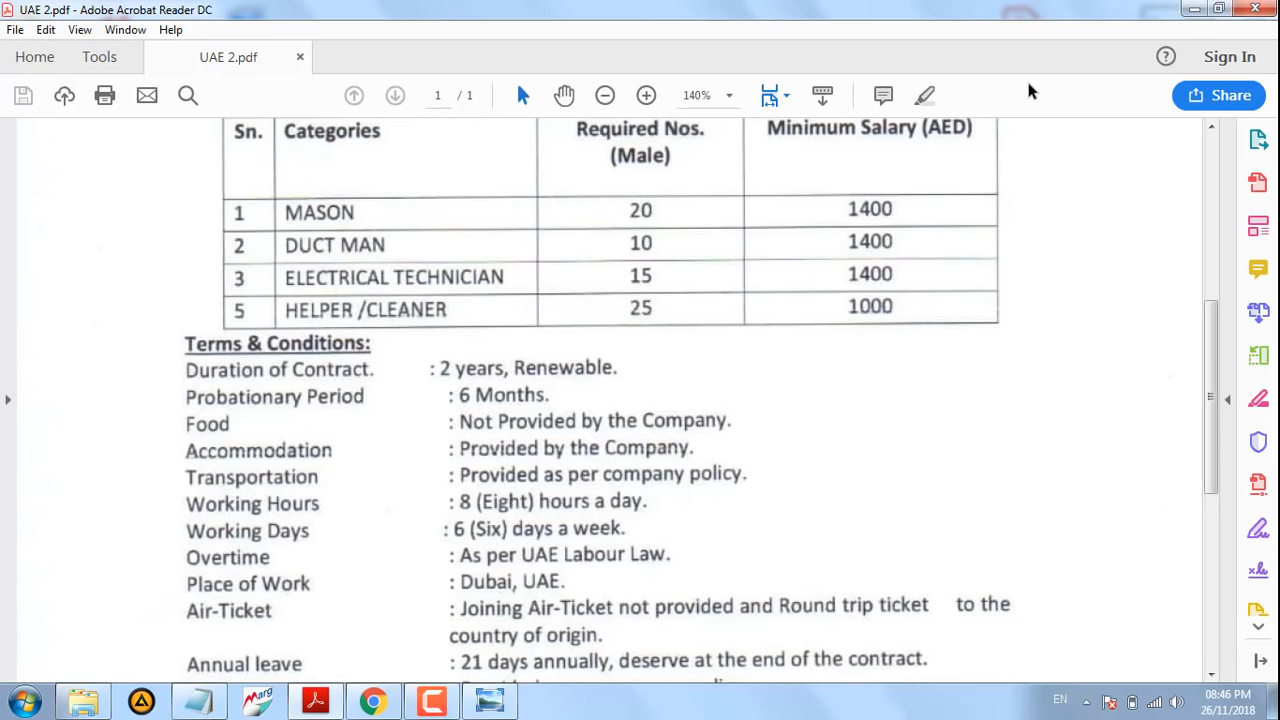 UAE 2.pdf - Adobe Acrobat Reader DC
File Edit View Window Help
Home Tools UAE 2.pdf × Sign In
1 / 1 140% Share
Sn. Categories Required Nos. (Male) Minimum Salary (AED)
1 MASON 20 1400
2 DUCT MAN 10 1400
3 ELECTRICAL TECHNICIAN 15 1400
5 HELPER /CLEANER 25 1000
Terms & Conditions:
Duration of Contract. : 2 years, Renewable.
Probationary Period : 6 Months.
Food : Not Provided by the Company.
Accommodation : Provided by the Company.
Transportation : Provided as per company policy.
Working Hours : 8 (Eight) hours a day.
Working Days : 6 (Six) days a week.
Overtime : As per UAE Labour Law.
Place of Work : Dubai, UAE.
Air-Ticket : Joining Air-Ticket not provided and Round trip ticket to the
country of origin.
Annual leave : 21 days annually, deserve at the end of the contract.
Marg
EN 08:46 PM
26/11/2018